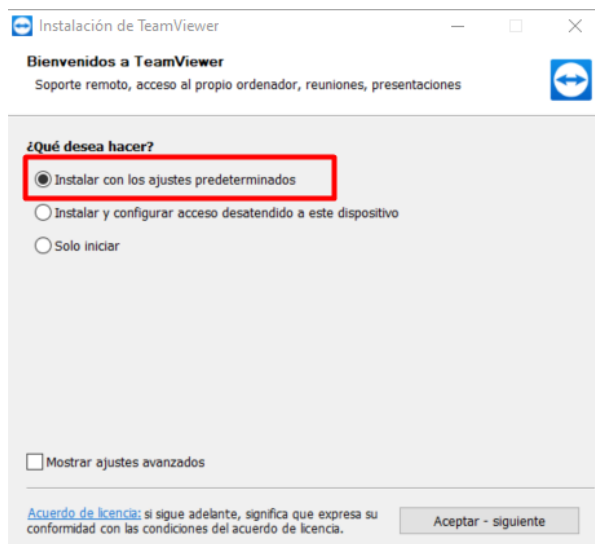 Instalación de TeamViewer
Bienvenidos a TeamViewer
Soporte remoto, acceso al propio ordenador, reuniones, presentaciones
¿Qué desea hacer?
Instalar con los ajustes predeterminados
Instalar y configurar acceso desatendido a este dispositivo
Solo iniciar
Mostrar ajustes avanzados
Acuerdo de licencia: si sigue adelante, significa que expresa su
conformidad con las condiciones del acuerdo de licencia.
Aceptar - siguiente